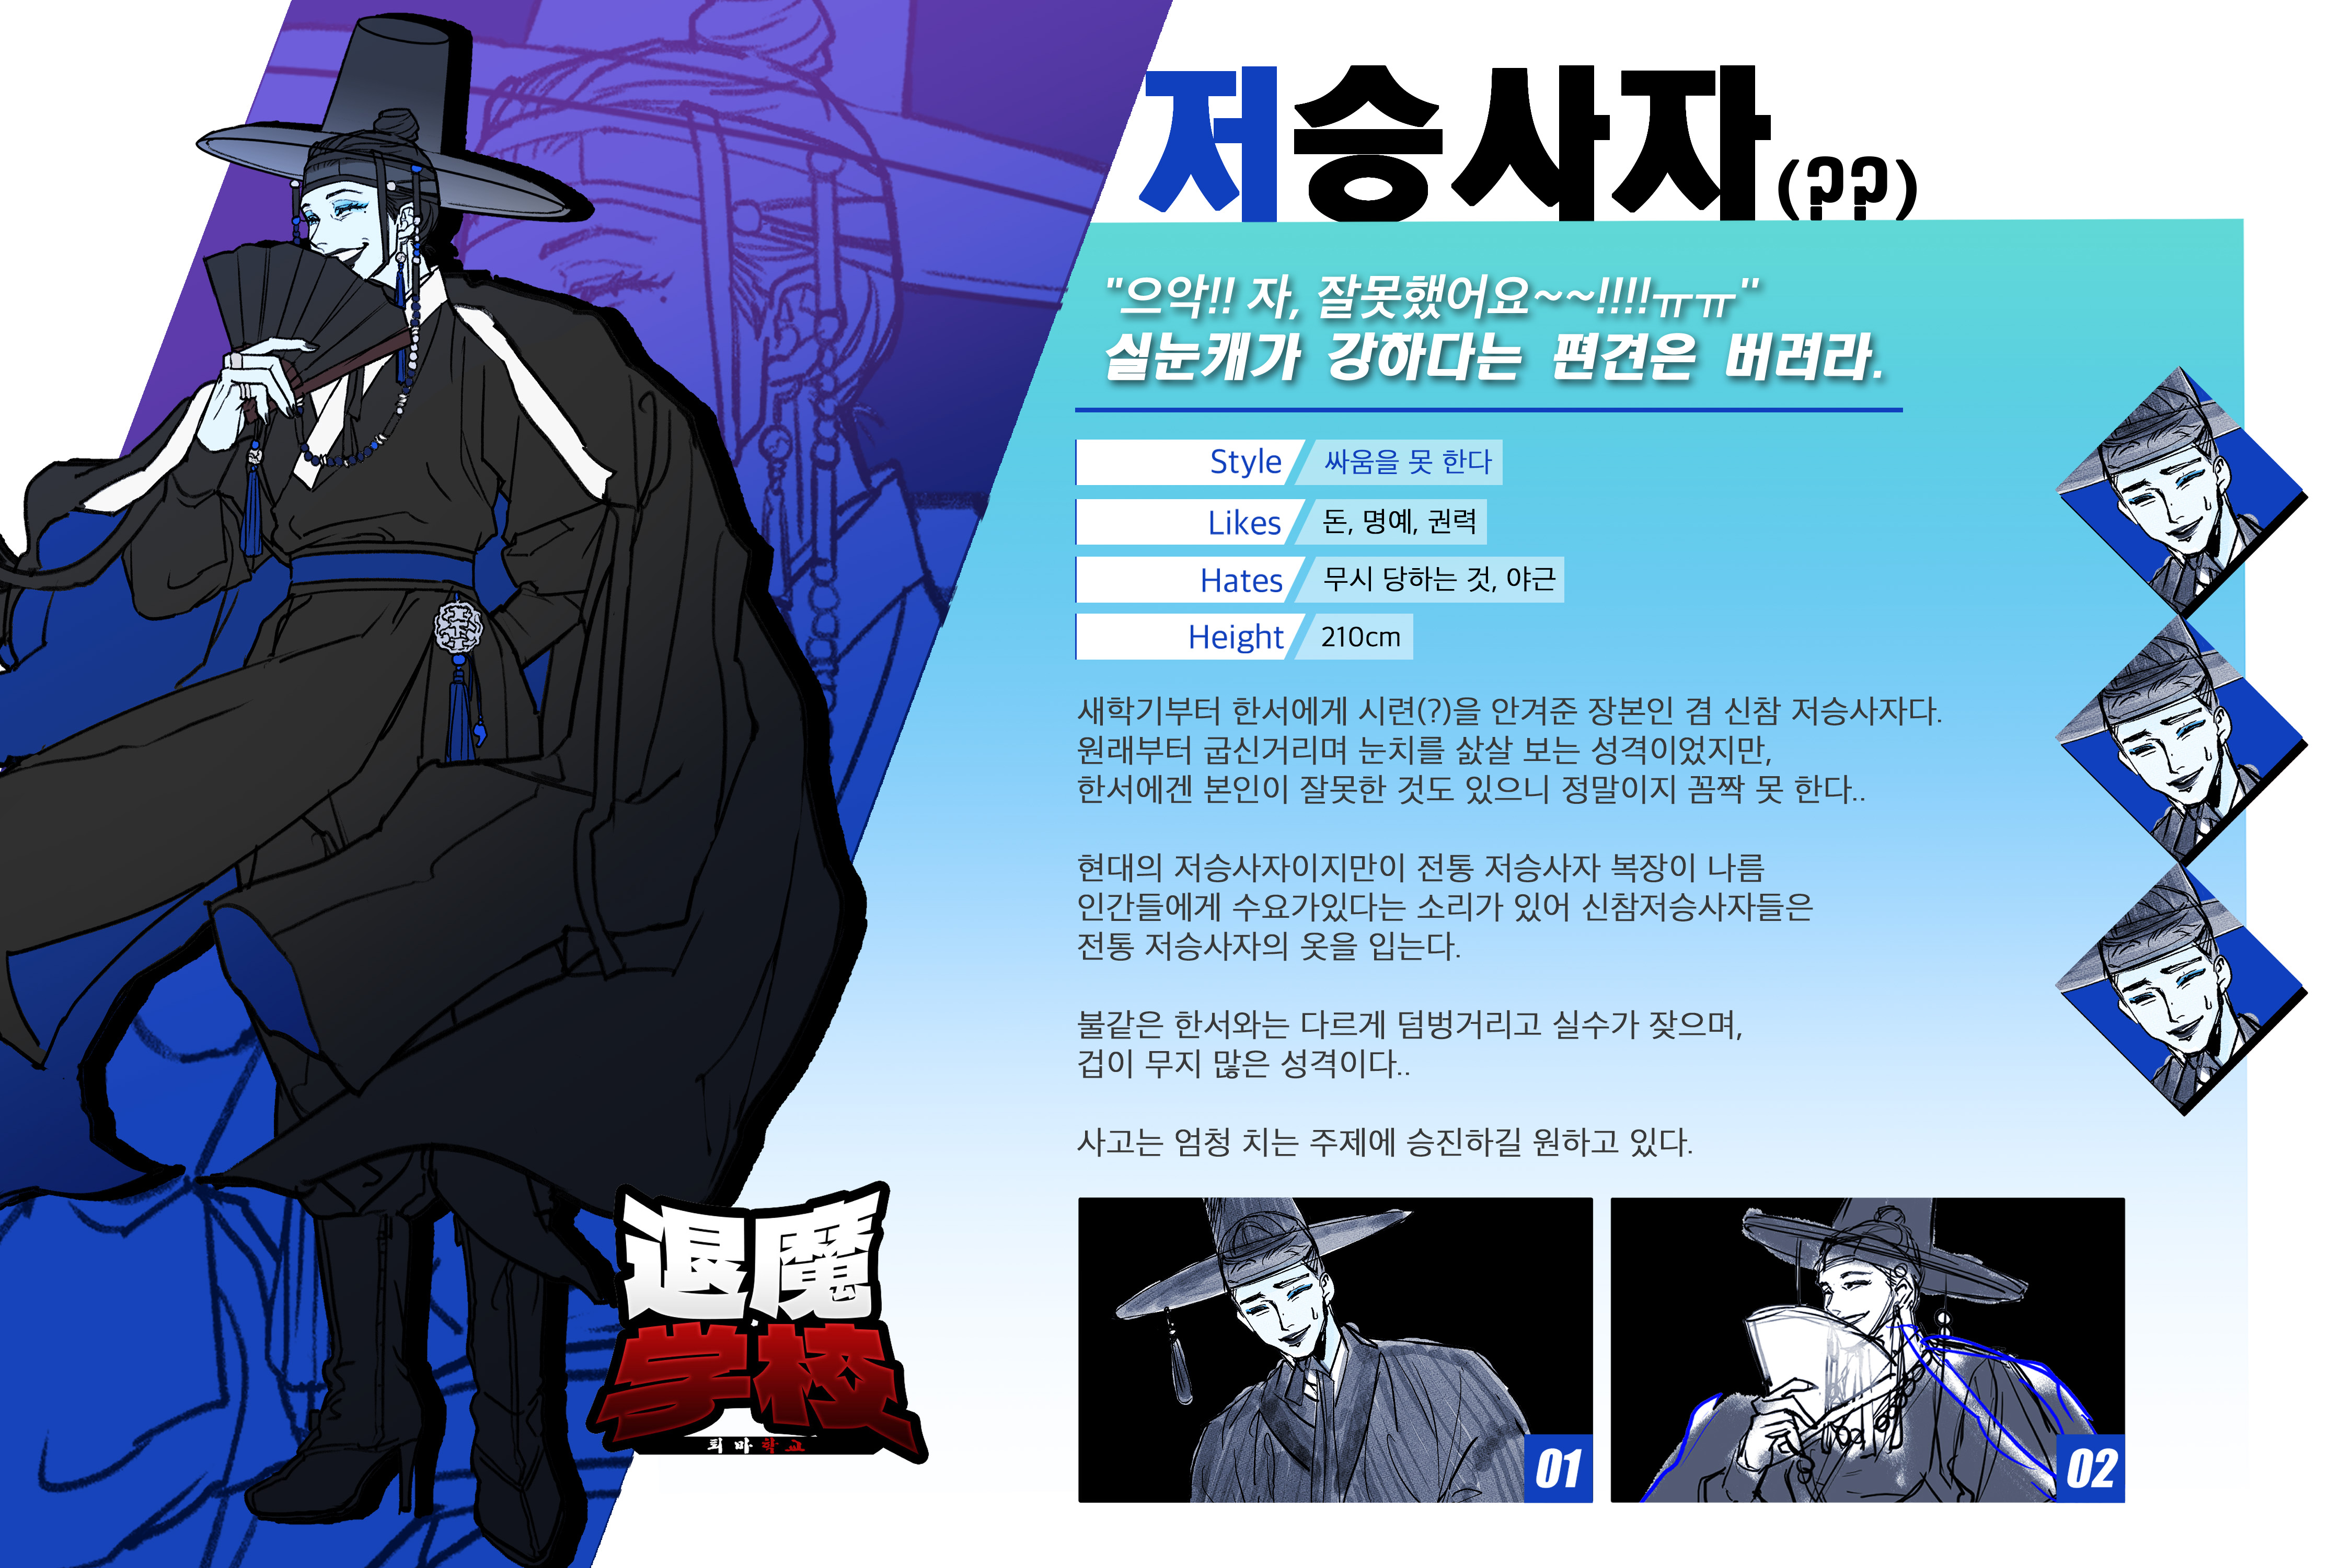 저승사자(??)
"으악!! 자, 잘못했어요~~!!!!ㅠㅠ"
실눈캐가 강하다는 편견은 버려라.
Style 싸움을 못 한다
Likes 돈, 명예, 권력
Hates 무시 당하는 것, 야근
Height 210cm
새학기부터 한서에게 시련(?)을 안겨준 장본인 겸 신참 저승사자다.
원래부터 굽신거리며 눈치를 삸살 보는 성격이었지만,
한서에겐 본인이 잘못한 것도 있으니 정말이지 꼼짝 못 한다..
현대의 저승사자이지만이 전통 저승사자 복장이 나름
인간들에게 수요가있다는 소리가 있어 신참저승사자들은
전통 저승사자의 옷을 입는다.
불같은 한서와는 다르게 덤벙거리고 실수가 잦으며,
겁이 무지 많은 성격이다..
사고는 엄청 치는 주제에 승진하길 원하고 있다.
退魔
学校
퇴마학교
01
02